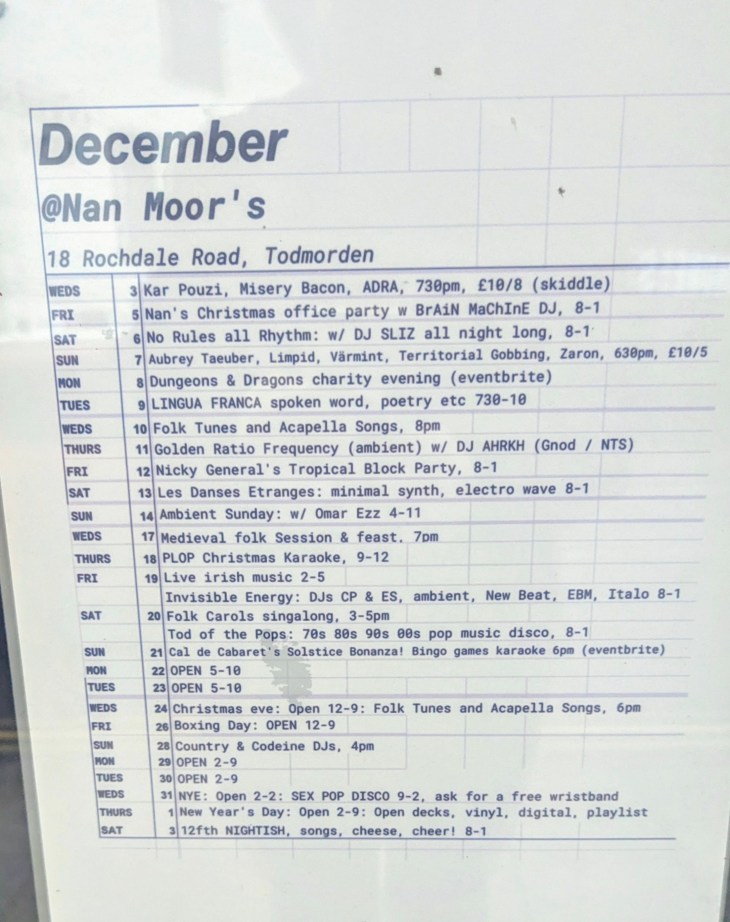 December
@Nan Moor's
18 Rochdale Road, Todmorden
WEDS 3 Kar Pouzi, Misery Bacon, ADRA, 730pm, £10/8 (skiddle)
FRI 5 Nan's Christmas office party w BrAiN MaChInE DJ, 8-1
SAT 6 No Rules all Rhythm: w/ DJ SLIZ all night long, 8-1
SUN 7 Aubrey Taeuber, Limpid, Värmint, Territorial Gobbing, Zaron, 630pm, £10/5
MON 8 Dungeons & Dragons charity evening (eventbrite)
TUES 9 LINGUA FRANCA spoken word, poetry etc 730-10
WEDS 10 Folk Tunes and Acapella Songs, 8pm
THURS 11 Golden Ratio Frequency (ambient) w/ DJ AHRKH (Gnod / NTS)
FRI 12 Nicky General's Tropical Block Party, 8-1
SAT 13 Les Danses Etranges: minimal synth, electro wave 8-1
SUN 14 Ambient Sunday: w/ Omar Ezz 4-11
WEDS 17 Medieval folk Session & feast. 7pm
THURS 18 PLOP Christmas Karaoke, 9-12
FRI 19 Live irish music 2-5
Invisible Energy: DJs CP & ES, ambient, New Beat, EBM, Italo 8-1
SAT 20 Folk Carols singalong, 3-5pm
Tod of the Pops: 70s 80s 90s 00s pop music disco, 8-1
SUN 21 Cal de Cabaret's Solstice Bonanza! Bingo games karaoke 6pm (eventbrite)
MON 22 OPEN 5-10
TUES 23 OPEN 5-10
WEDS 24 Christmas eve: Open 12-9: Folk Tunes and Acapella Songs, 6pm
FRI 26 Boxing Day: OPEN 12-9
SUN 28 Country & Codeine DJs, 4pm
MON 29 OPEN 2-9
TUES 30 OPEN 2-9
WEDS 31 NYE: Open 2-2: SEX POP DISCO 9-2, ask for a free wristband
THURS 1 New Year's Day: Open 2-9: Open decks, vinyl, digital, playlist
SAT 3 12fth NIGHTISH, songs, cheese, cheer! 8-1